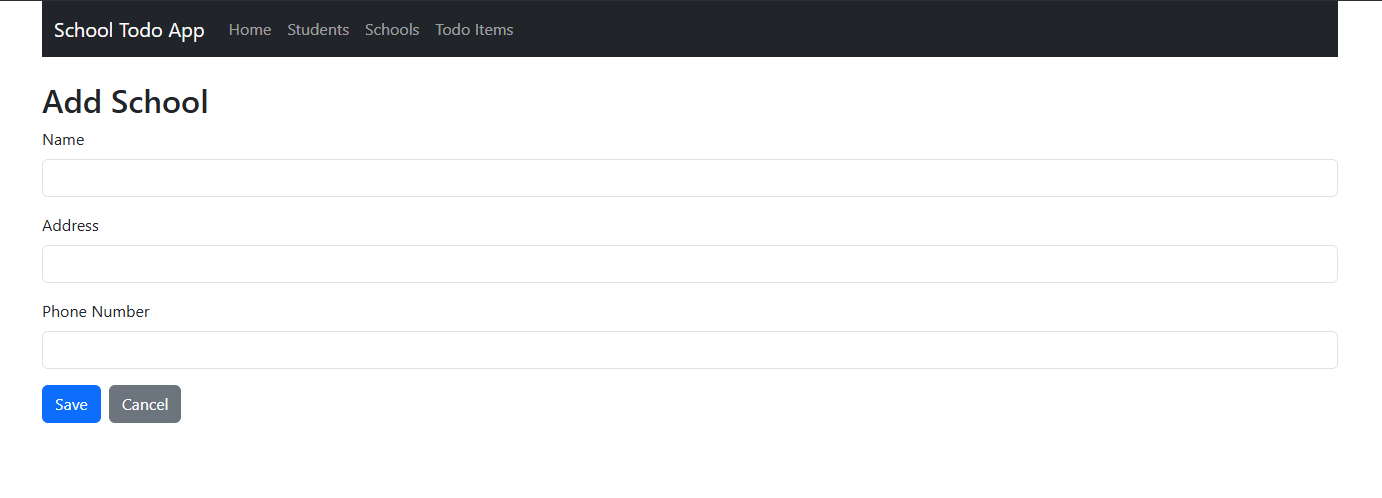 School Todo App Home Students Schools Todo Items
Add School
Name
Address
Phone Number
Save Cancel